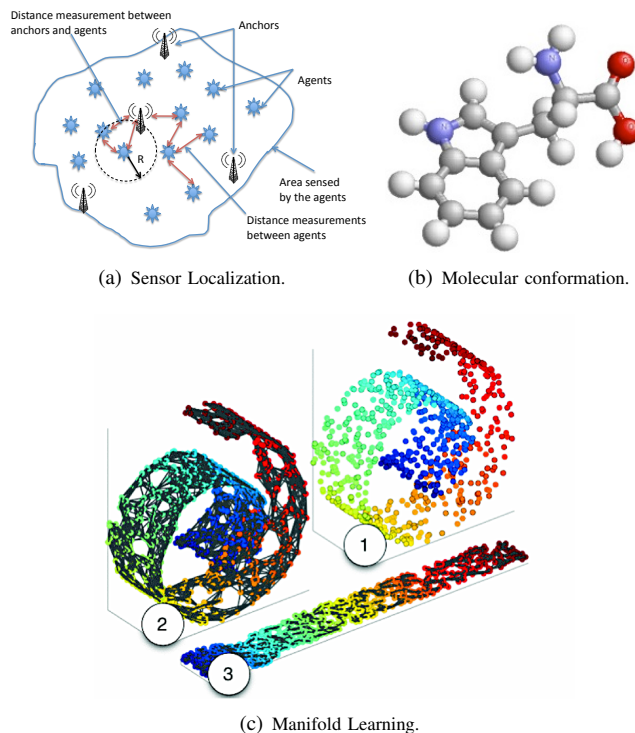 Distance measurement between
anchors and agents
Anchors
Agents
R
Area sensed
by the agents
Distance measurements
between agents
(a) Sensor Localization.
N
N
O
O
(b) Molecular conformation.
1
2
3
(c) Manifold Learning.